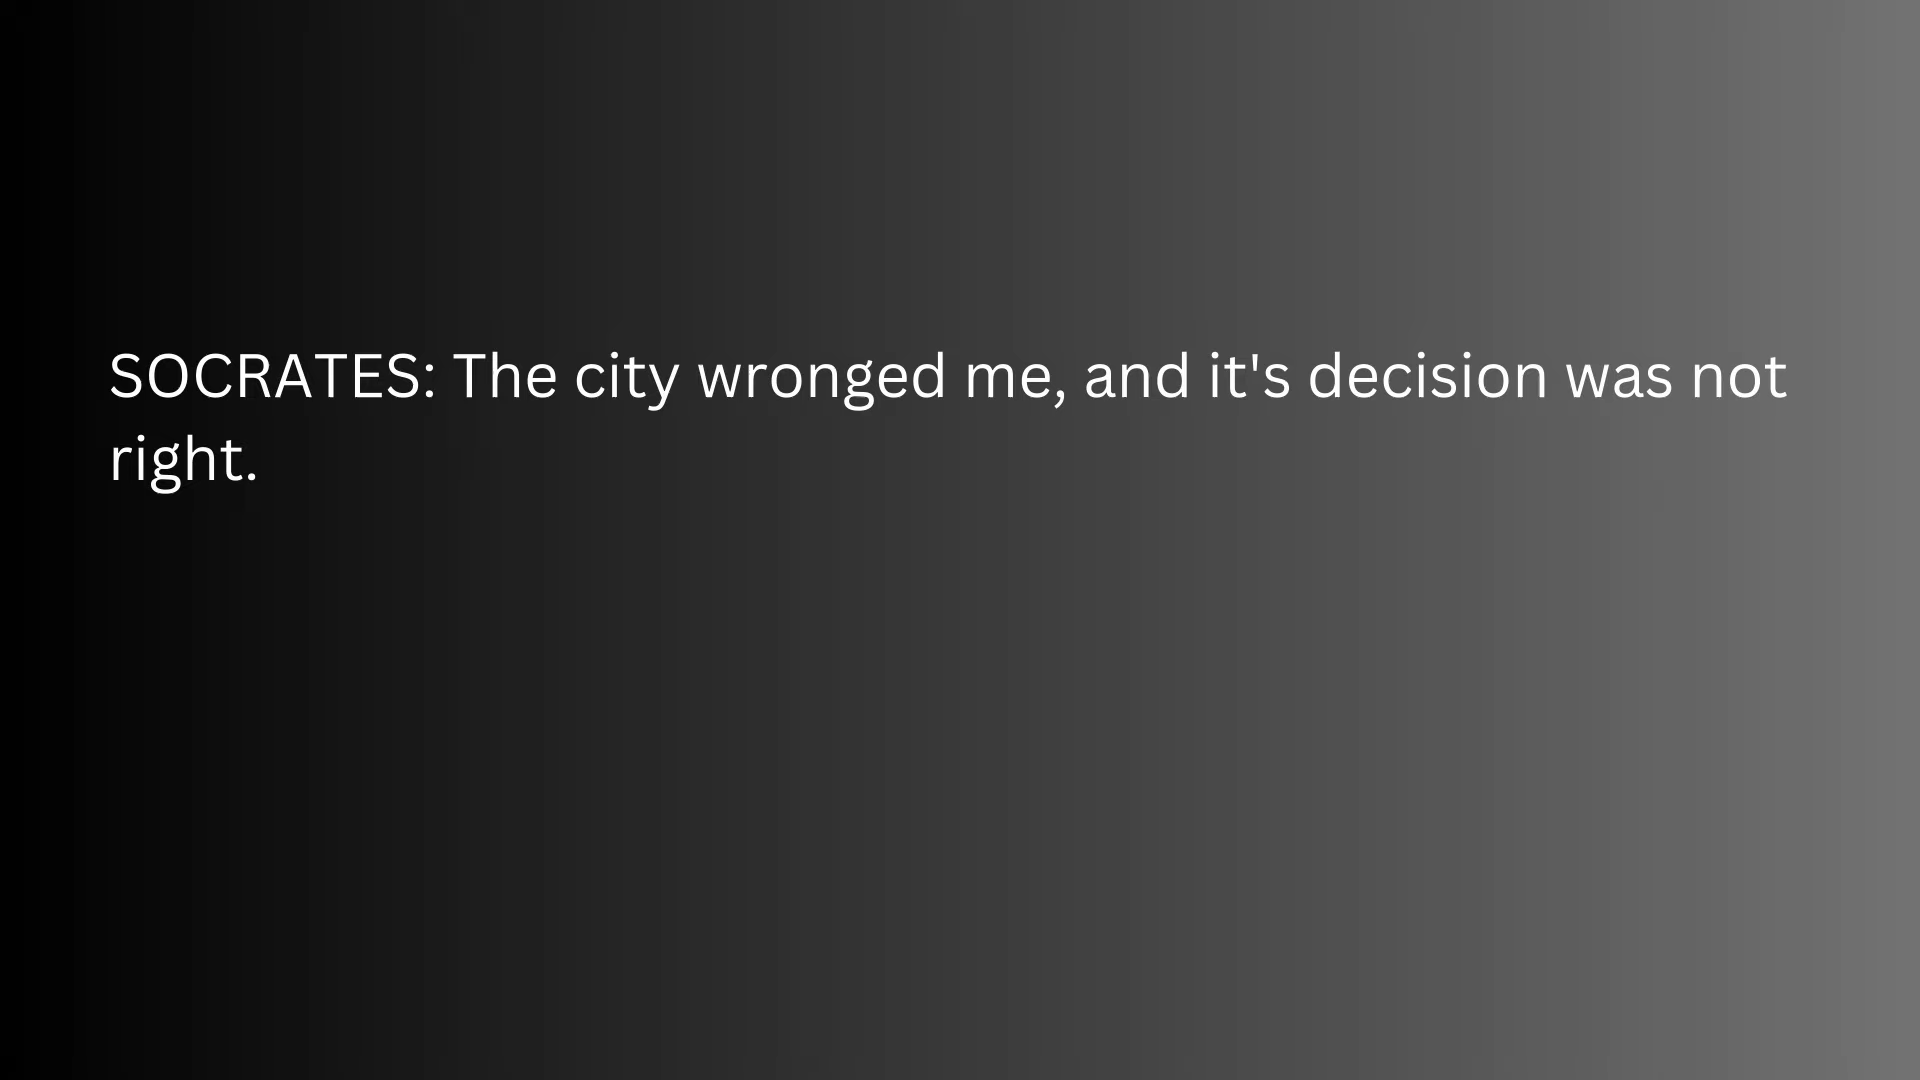 SOCRATES: The city wronged me, and it's decision was not
right.